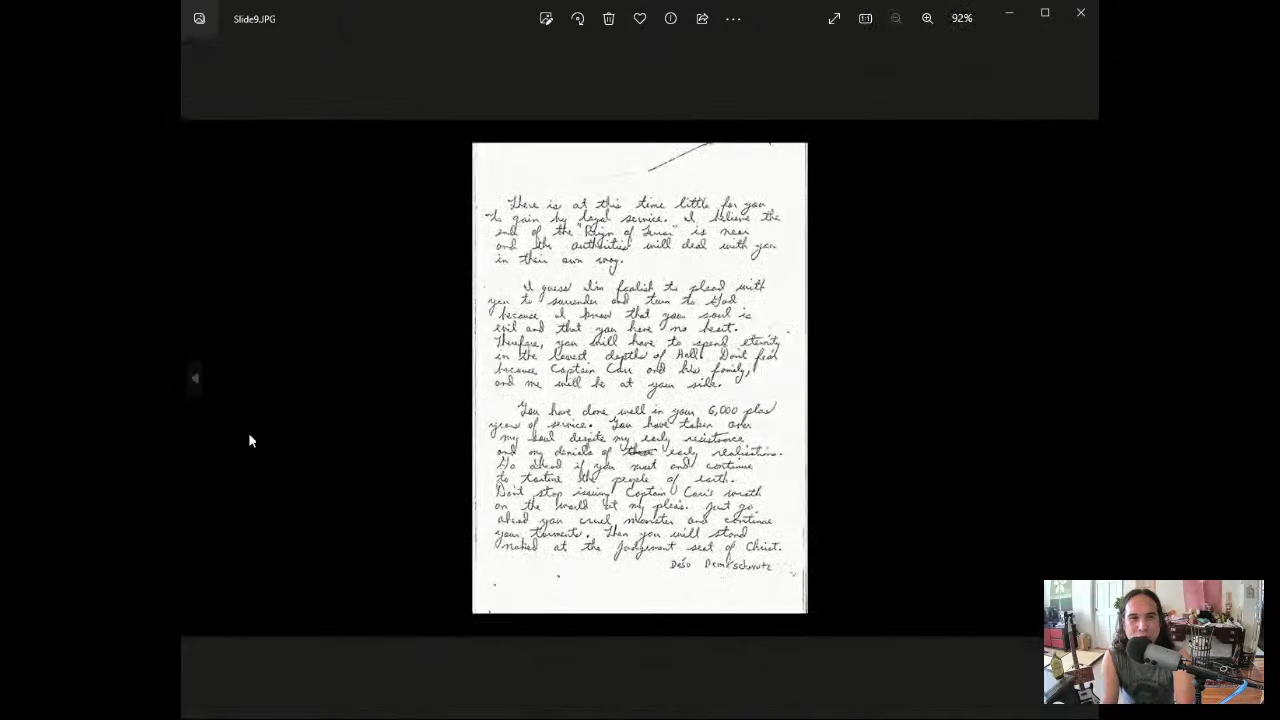 Slide9.JPG
92%
There is at this time little for you
to gain by legal service. I believe the
end of the "Reign of Terror" is near
and the authorities will deal with you
in their own way.
I guess I'm foolish to plead with
you to surrender and turn to God
because I know that your soul is
evil and that you have no heart.
Therefore, you will have to spend eternity
in the lowest depths of Hell. Don't fear
because Captain Carr and his family,
and me will be at your side.
You have done well in your 6,000 plus
years of service. You have taken over
my soul despite my early resistance
and my denials of early realization.
Go ahead if you must and continue
to torture the people of earth.
Don't stop issuing Captain Carr's wrath
on the world at my pleas. Just go
ahead you cruel monster and continue
your torments. Then you will stand
naked at the judgement seat of Christ.